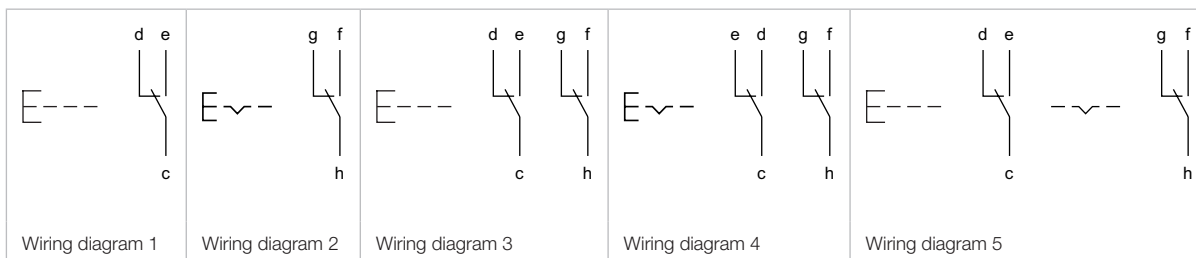 d e
c
Wiring diagram 1
g f
h
Wiring diagram 2
d e g f
c h
Wiring diagram 3
e d g f
c h
Wiring diagram 4
d e g f
c h
Wiring diagram 5